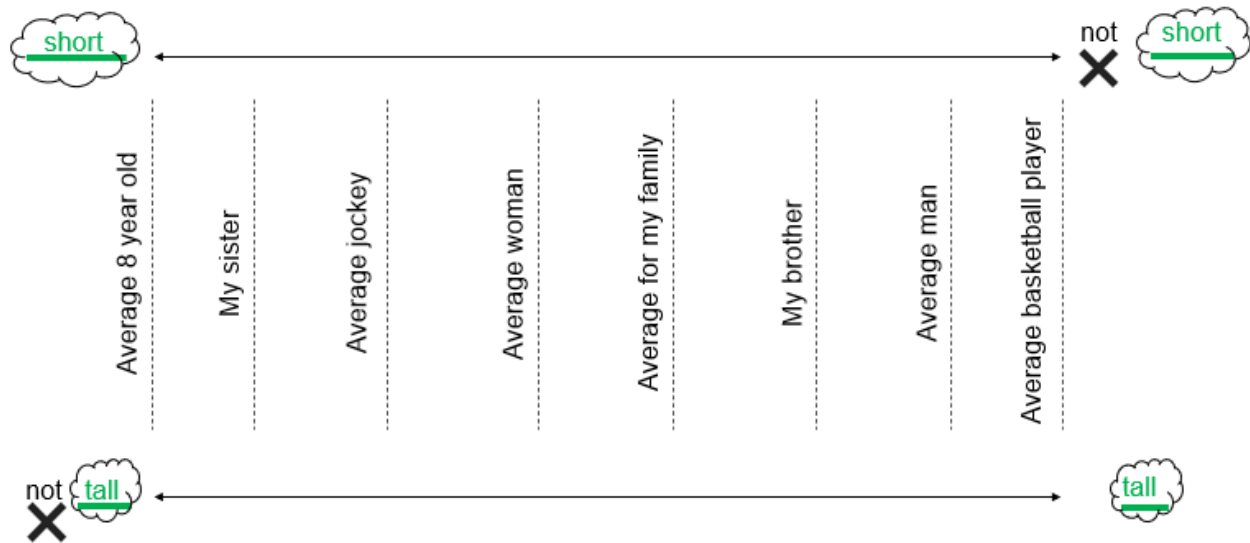 short
not
short
Average 8 year old
My sister
Average jockey
Average woman
Average for my family
My brother
Average man
Average basketball player
not
tall
tall